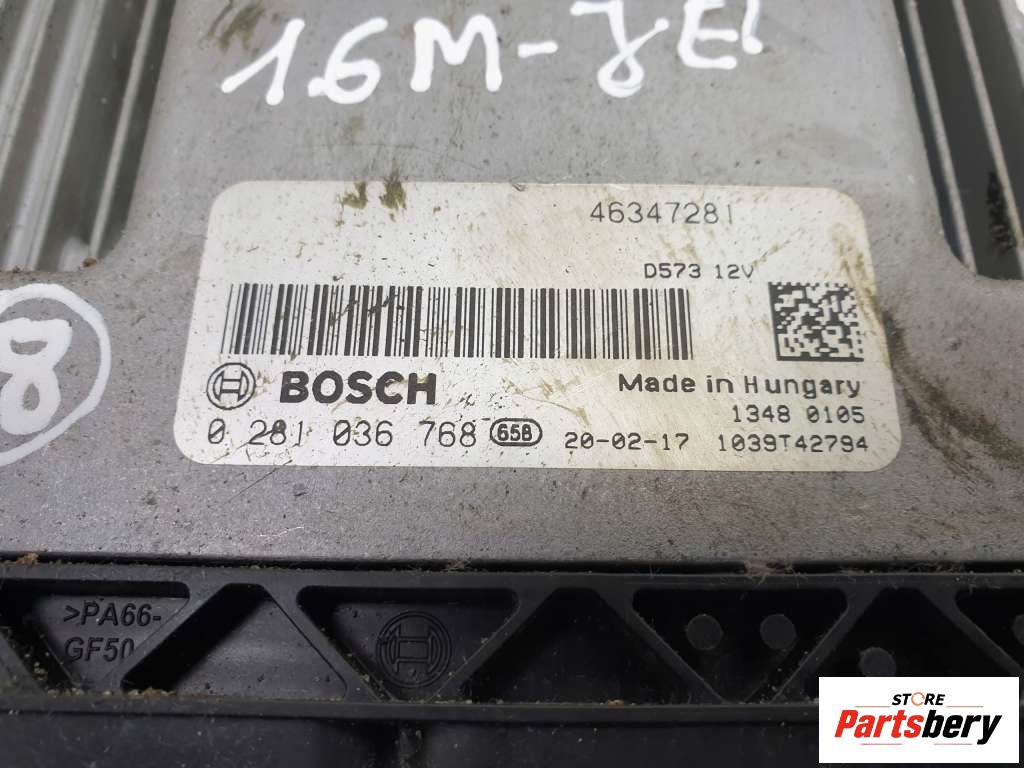 1.6M-JET
46347281
D573 12V
8
BOSCH
Made in Hungary
1348 0105
0 281 036 768 658 20-02-17 1039T42794
>PA66-
GF50
STORE
Partsbery